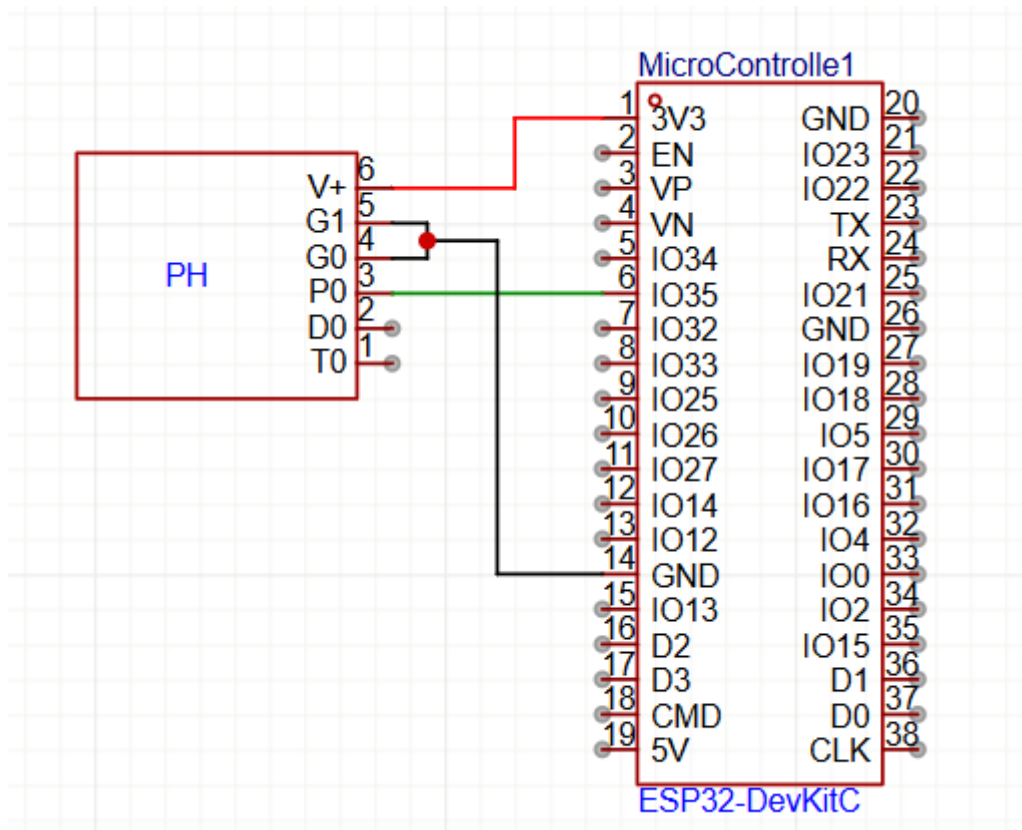 MicroControlle1
PH
V+ 6
G1 5
G0 4
P0 3
D0 2
T0 1
1 3V3 GND 20
2 EN IO23 21
3 VP IO22 22
4 VN TX 23
5 IO34 RX 24
6 IO35 IO21 25
7 IO32 GND 26
8 IO33 IO19 27
9 IO25 IO18 28
10 IO26 IO5 29
11 IO27 IO17 30
12 IO14 IO16 31
13 IO12 IO4 32
14 GND IO0 33
15 IO13 IO2 34
16 D2 IO15 35
17 D3 D1 36
18 CMD D0 37
19 5V CLK 38
ESP32-DevKitC